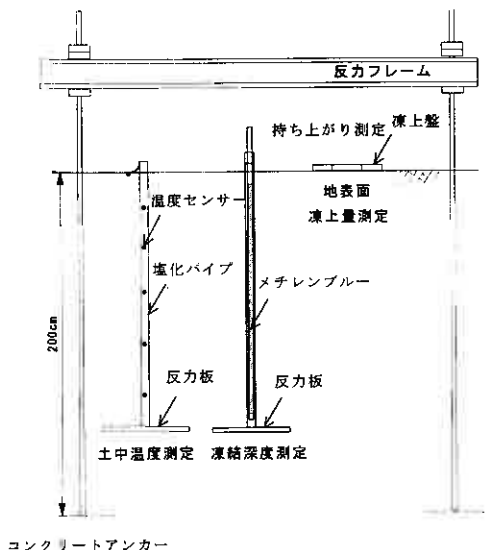 反力フレーム
持ち上がり測定
凍上盤
地表面
凍上量測定
温度センサー
塩化パイプ
メチレンブルー
200cm
反力板
反力板
土中温度測定
凍結深度測定
コンクリートアンカー